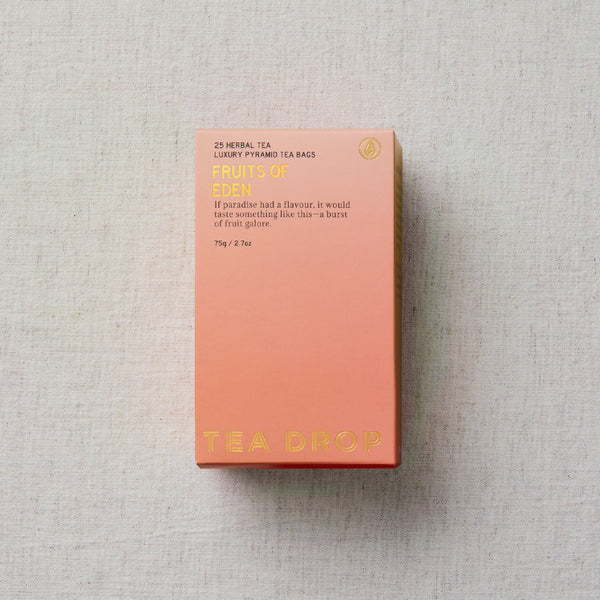 25 HERBAL TEA
LUXURY PYRAMID TEA BAGS
FRUITS OF
EDEN
If paradise had a flavour, it would
taste something like this—a burst
of fruit galore.
75g / 2.7oz
TEA DROP